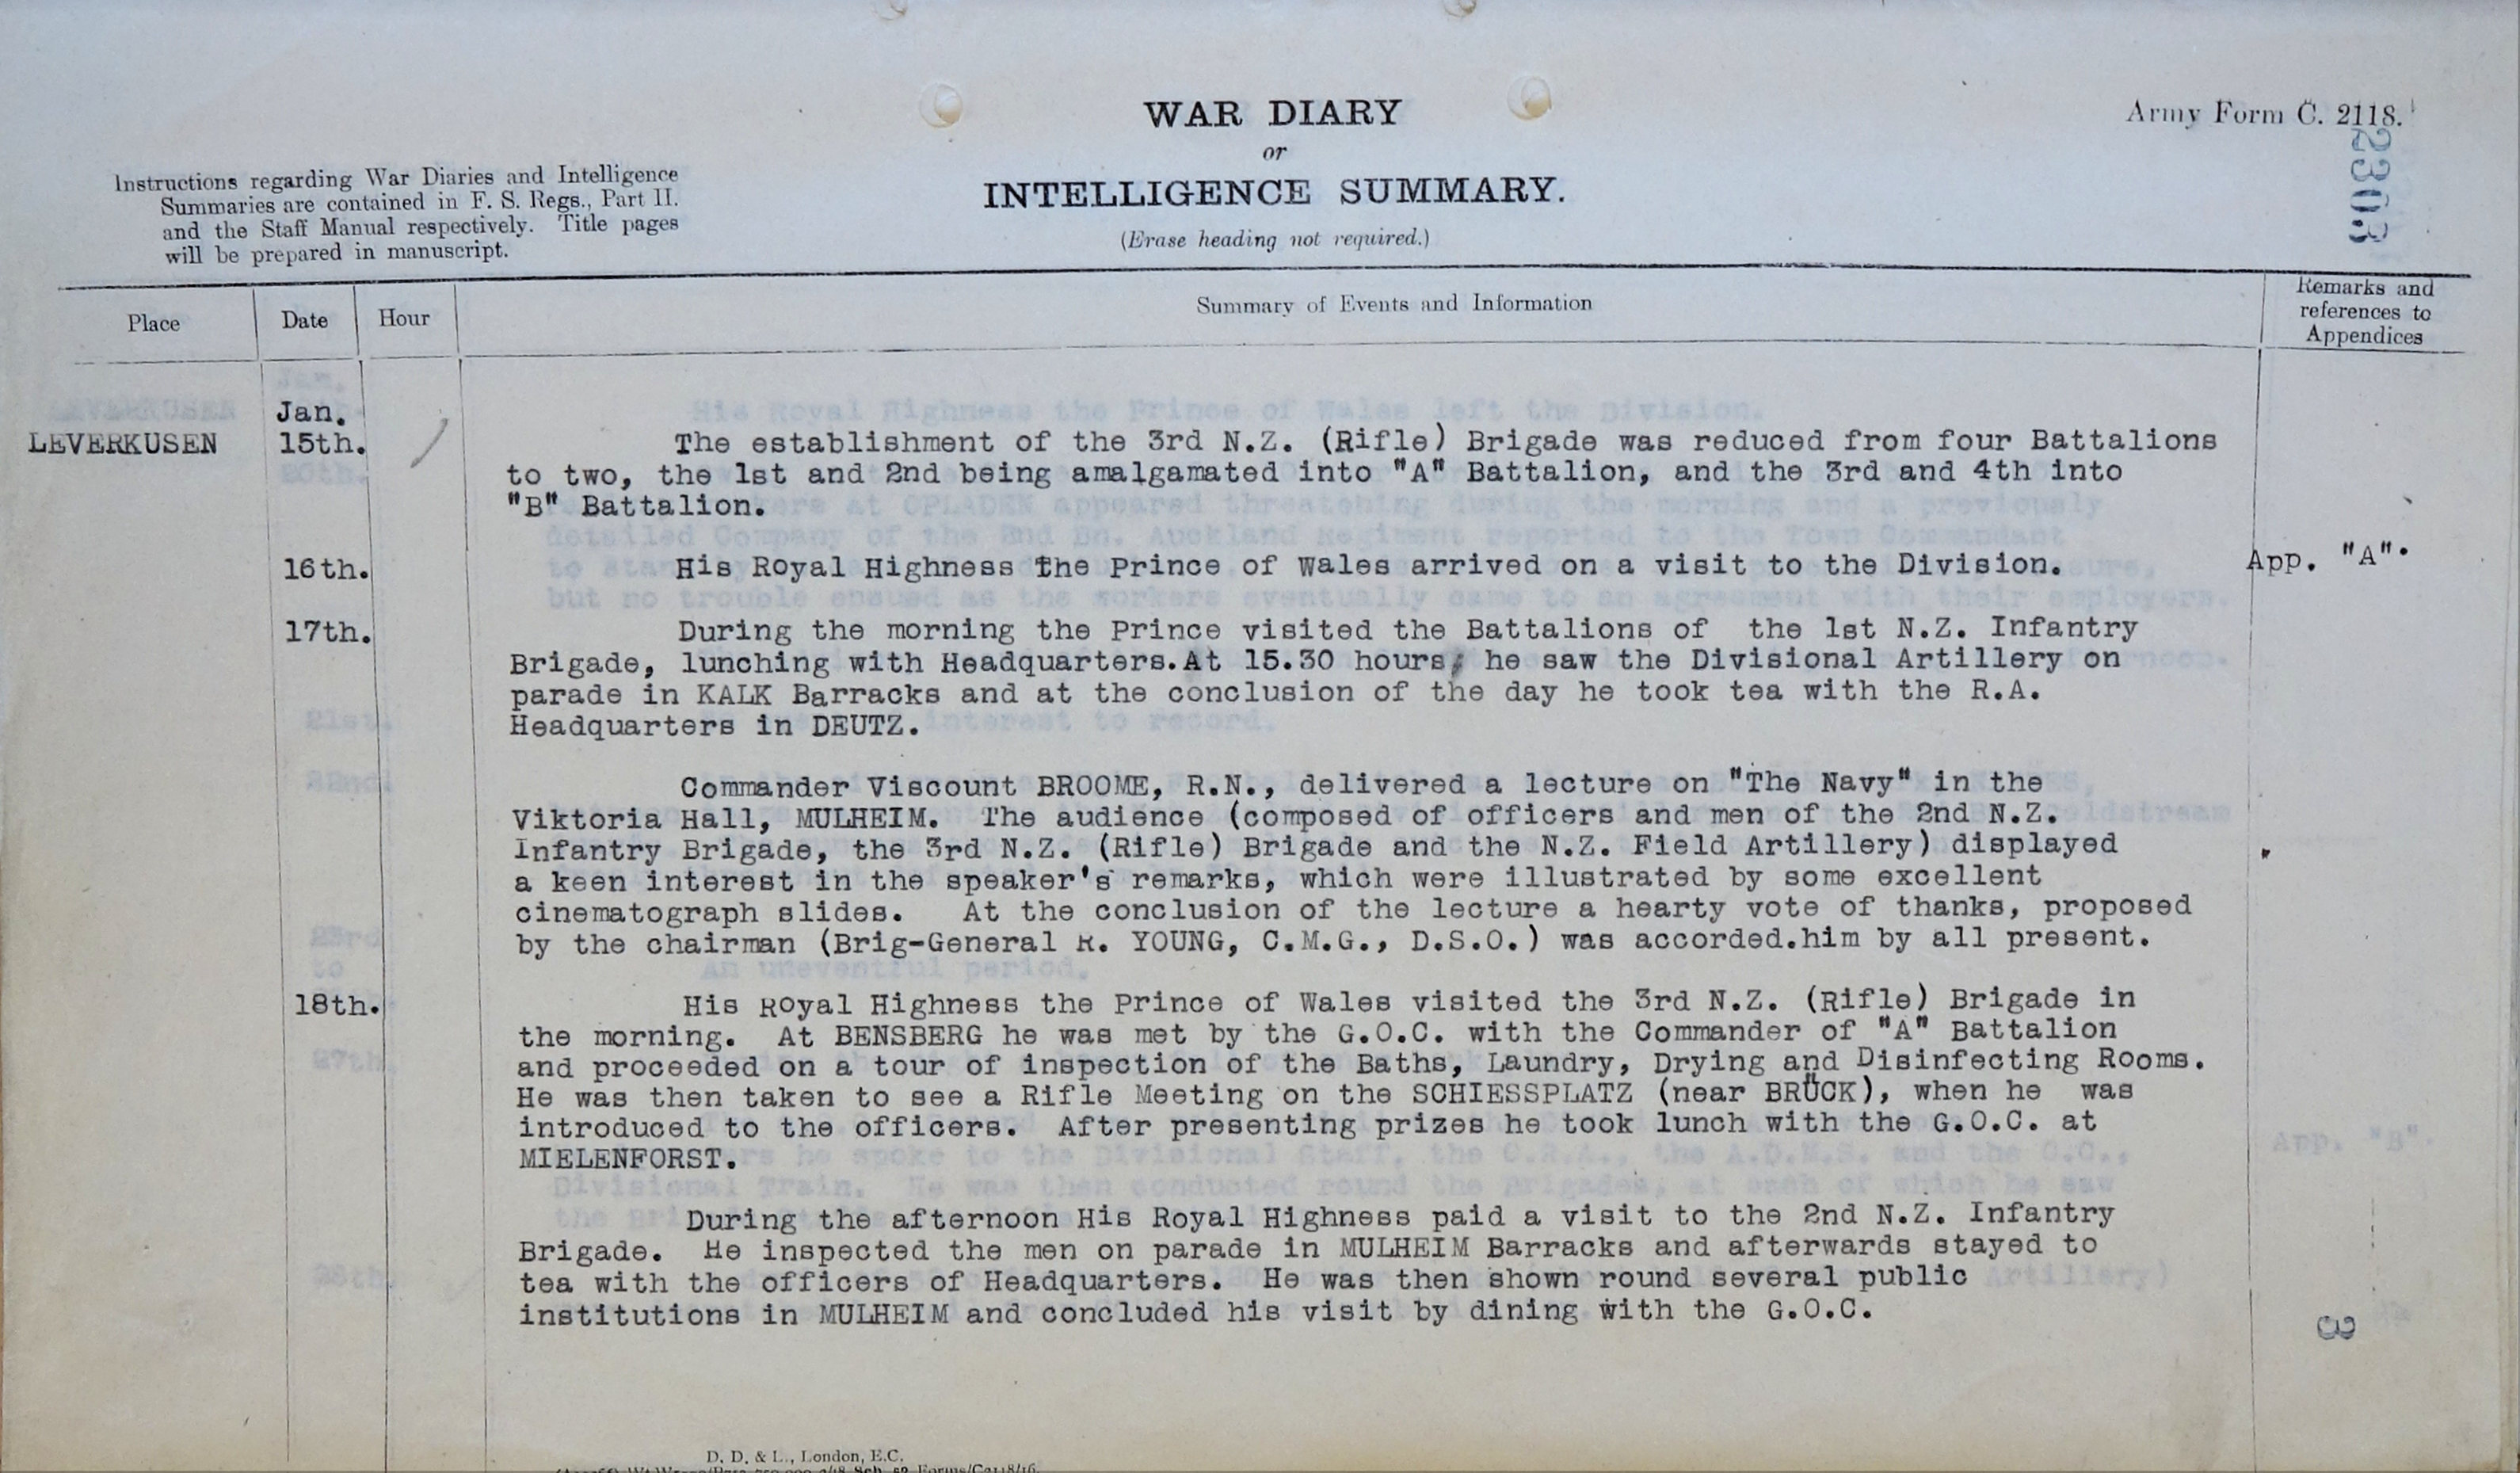 WAR DIARY
or
INTELLIGENCE SUMMARY.
(Erase heading not required.)
Army Form C. 2118.
2303
Instructions regarding War Diaries and Intelligence
Summaries are contained in F. S. Regs., Part II.
and the Staff Manual respectively. Title pages
will be prepared in manuscript.
Place
Date
Hour
Summary of Events and Information
Remarks and
references to
Appendices
Jan.
LEVERKUSEN 15th. The establishment of the 3rd N.Z. (Rifle) Brigade was reduced from four Battalions
to two, the 1st and 2nd being amalgamated into "A" Battalion, and the 3rd and 4th into
"B" Battalion.
16th. His Royal Highness the Prince of Wales arrived on a visit to the Division. App. "A".
17th. During the morning the Prince visited the Battalions of the 1st N.Z. Infantry
Brigade, lunching with Headquarters.At 15.30 hours, he saw the Divisional Artillery on
parade in KALK Barracks and at the conclusion of the day he took tea with the R.A.
Headquarters in DEUTZ.
Commander Viscount BROOME, R.N., delivered a lecture on "The Navy" in the
Viktoria Hall, MULHEIM. The audience (composed of officers and men of the 2nd N.Z.
Infantry Brigade, the 3rd N.Z. (Rifle) Brigade and the N.Z. Field Artillery) displayed
a keen interest in the speaker's remarks, which were illustrated by some excellent
cinematograph slides. At the conclusion of the lecture a hearty vote of thanks, proposed
by the chairman (Brig-General R. YOUNG, C.M.G., D.S.O.) was accorded.him by all present.
18th. His Royal Highness the Prince of Wales visited the 3rd N.Z. (Rifle) Brigade in
the morning. At BENSBERG he was met by the G.O.C. with the Commander of "A" Battalion
and proceeded on a tour of inspection of the Baths, Laundry, Drying and Disinfecting Rooms.
He was then taken to see a Rifle Meeting on the SCHIESSPLATZ (near BRÜCK), when he was
introduced to the officers. After presenting prizes he took lunch with the G.O.C. at
MIELENFORST.
During the afternoon His Royal Highness paid a visit to the 2nd N.Z. Infantry
Brigade. He inspected the men on parade in MULHEIM Barracks and afterwards stayed to
tea with the officers of Headquarters. He was then shown round several public
institutions in MULHEIM and concluded his visit by dining with the G.O.C.
3
D. D. & L., London, E.C.